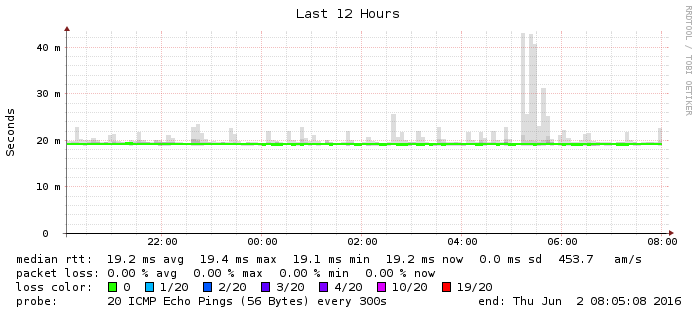 Last 12 Hours
RRDTOOL / TOBI OETIKER
Seconds
40 m
30 m
20 m
10 m
0
22:00 00:00 02:00 04:00 06:00 08:00
median rtt: 19.2 ms avg 19.4 ms max 19.1 ms min 19.2 ms now 0.0 ms sd 453.7 am/s
packet loss: 0.00 % avg 0.00 % max 0.00 % min 0.00 % now
loss color: 0 1/20 2/20 3/20 4/20 10/20 19/20
probe: 20 ICMP Echo Pings (56 Bytes) every 300s end: Thu Jun 2 08:05:08 2016